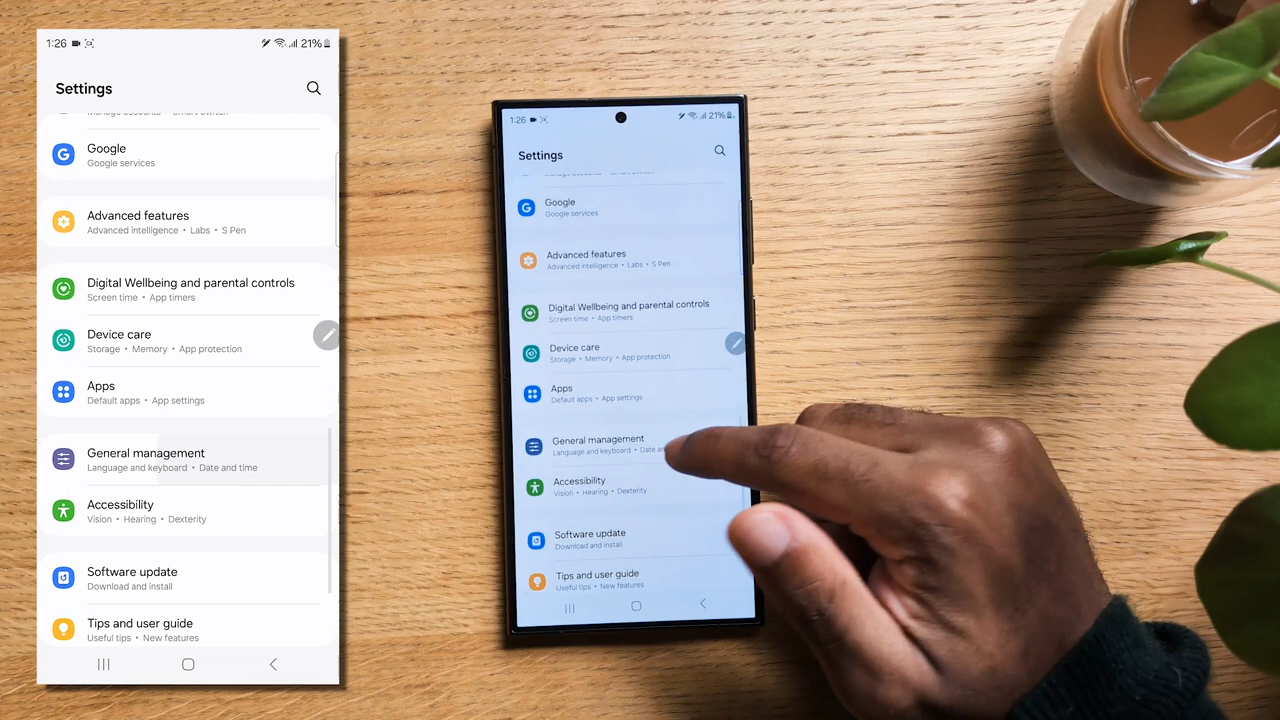 1:26
21%
Settings
Google
Google services
Advanced features
Advanced intelligence • Labs • S Pen
Digital Wellbeing and parental controls
Screen time • App timers
Device care
Storage • Memory • App protection
Apps
Default apps • App settings
General management
Language and keyboard • Date and time
Accessibility
Vision • Hearing • Dexterity
Software update
Download and install
Tips and user guide
Useful tips • New features
1:26
21%
Settings
Google
Google services
Advanced features
Advanced intelligence • Labs • S Pen
Digital Wellbeing and parental controls
Screen time • App timers
Device care
Storage • Memory • App protection
Apps
Default apps • App settings
General management
Language and keyboard • Date
Accessibility
Vision • Hearing • Dexterity
Software update
Download and install
Tips and user guide
Useful tips • New features